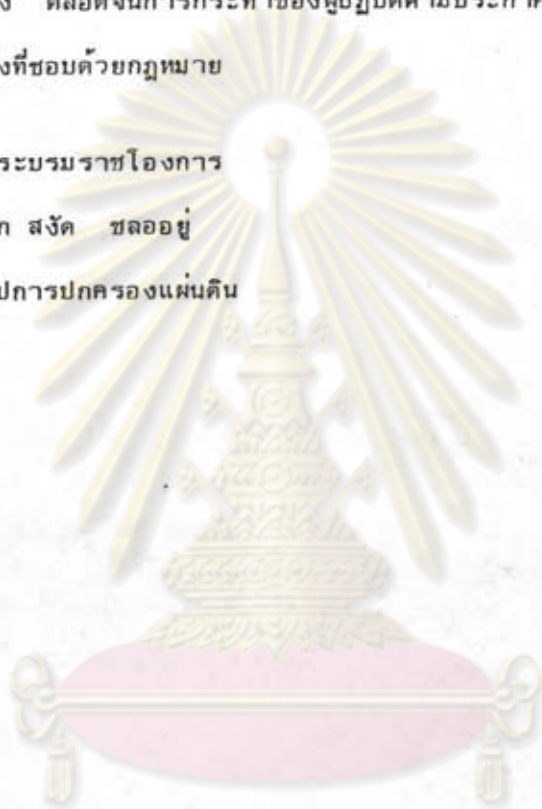 ตลอดจนการกระทำของผู้ปฏิบัติตามประกาศ
ที่ชอบด้วยกฎหมาย
ระบรมราชโองการ
สงัด ชลออยู่
การปกครองแผ่นดิน